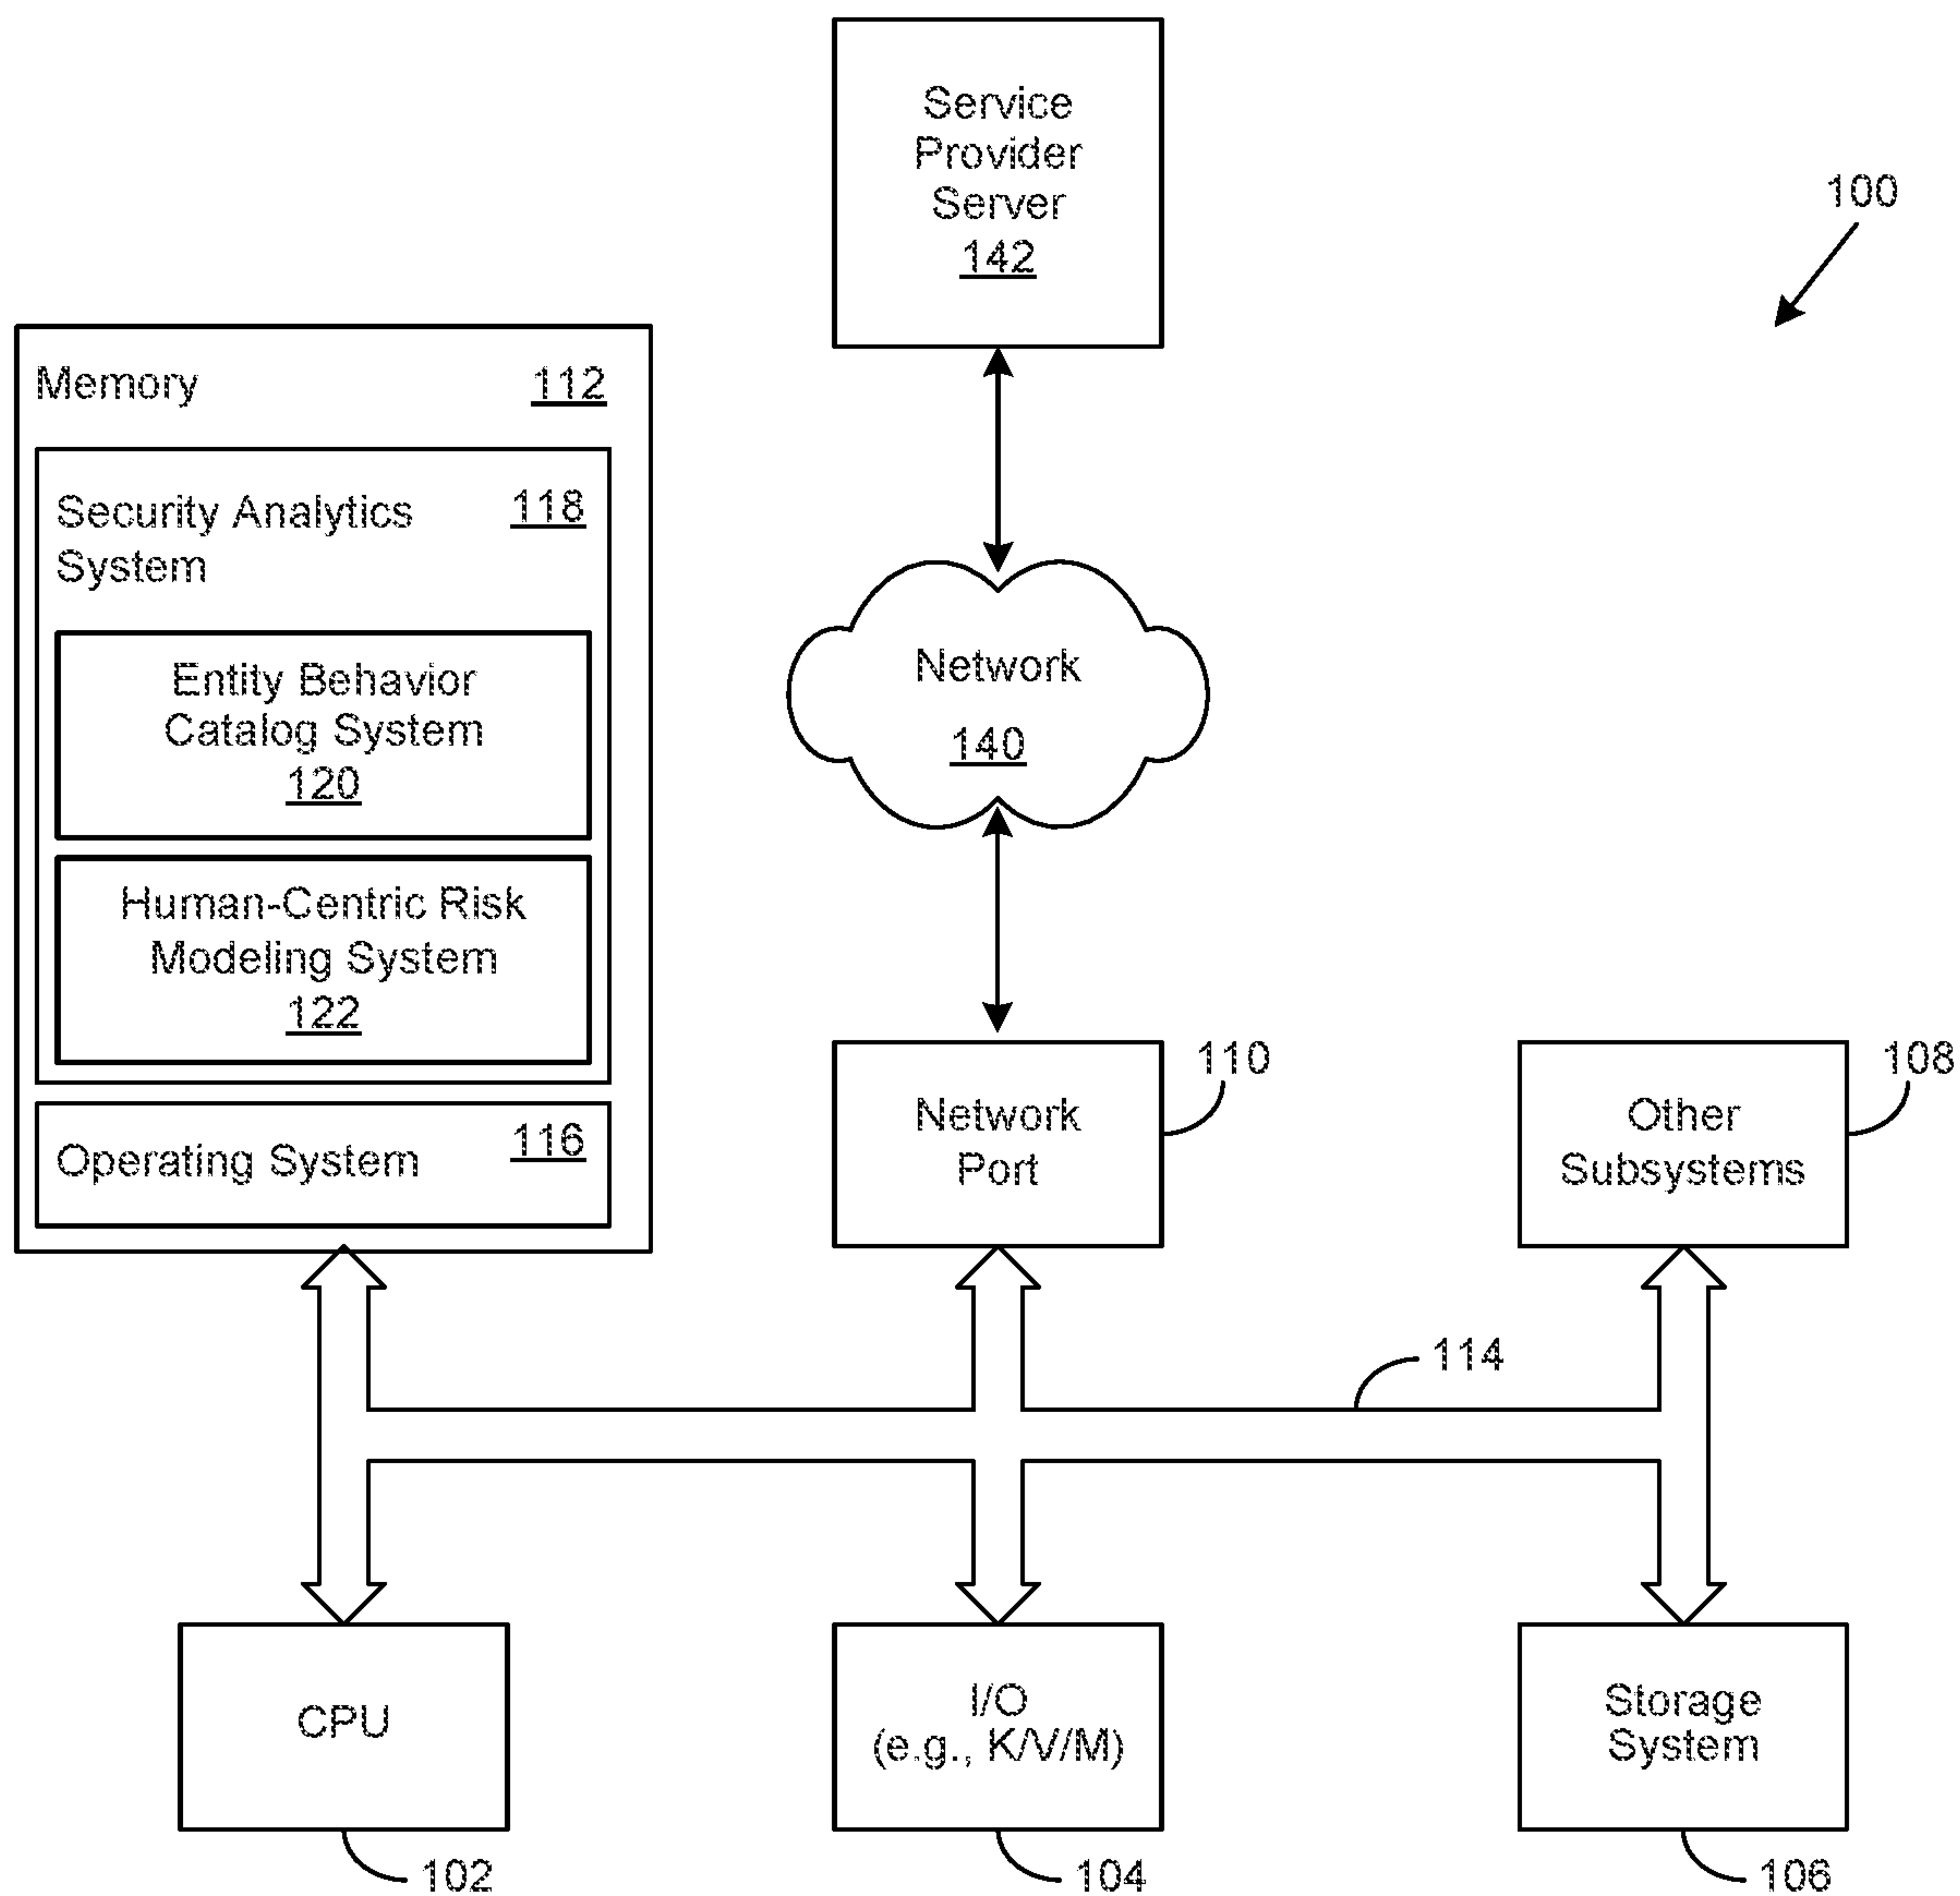 Service
Provider
Server
142
100
Memory 112
Security Analytics 118
System
Entity Behavior
Catalog System
120
Human-Centric Risk
Modeling System
122
Operating System 116
Network
140
Network
Port
110
Other
Subsystems
108
114
CPU
102
I/O
(e.g., K/V/M)
104
Storage
System
106